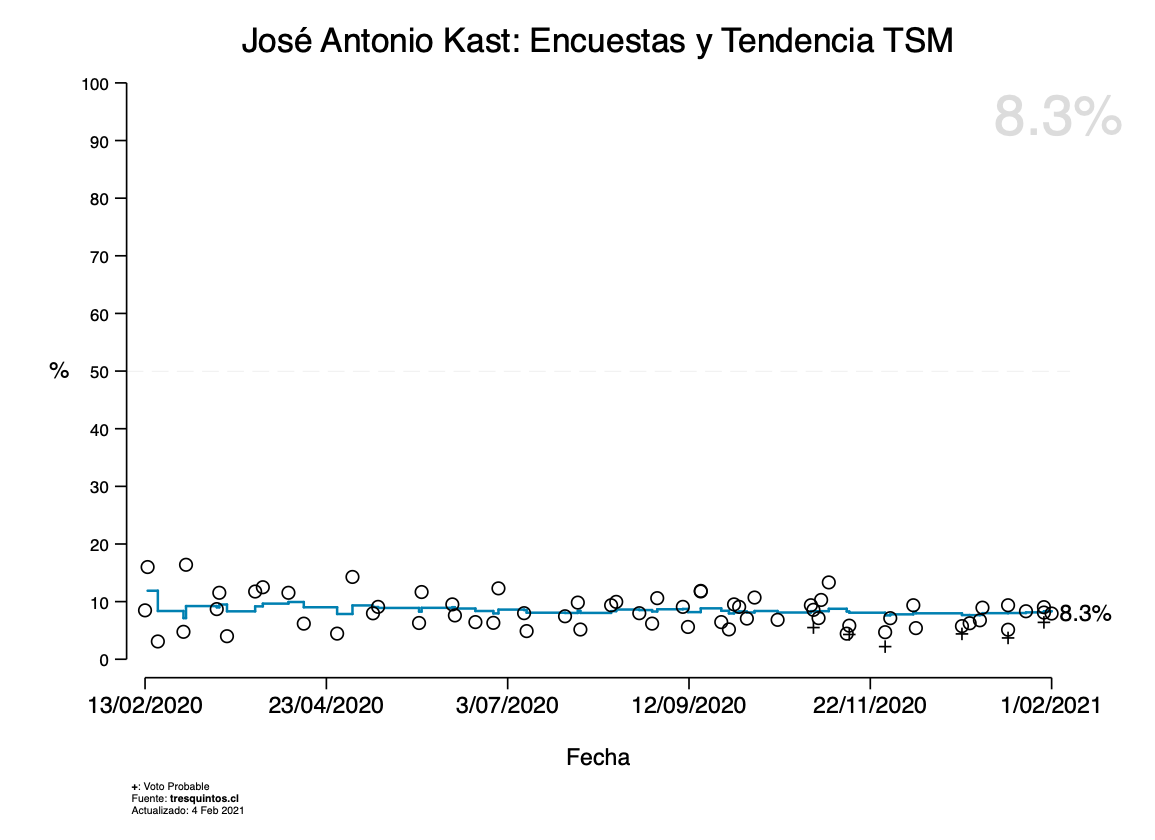 José Antonio Kast: Encuestas y Tendencia TSM
8.3%
100
90
80
70
60
% 50
40
30
20
10
8.3%
0
13/02/2020 23/04/2020 3/07/2020 12/09/2020 22/11/2020 1/02/2021
Fecha
+: Voto Probable
Fuente: tresquintos.cl
Actualizado: 4 Feb 2021